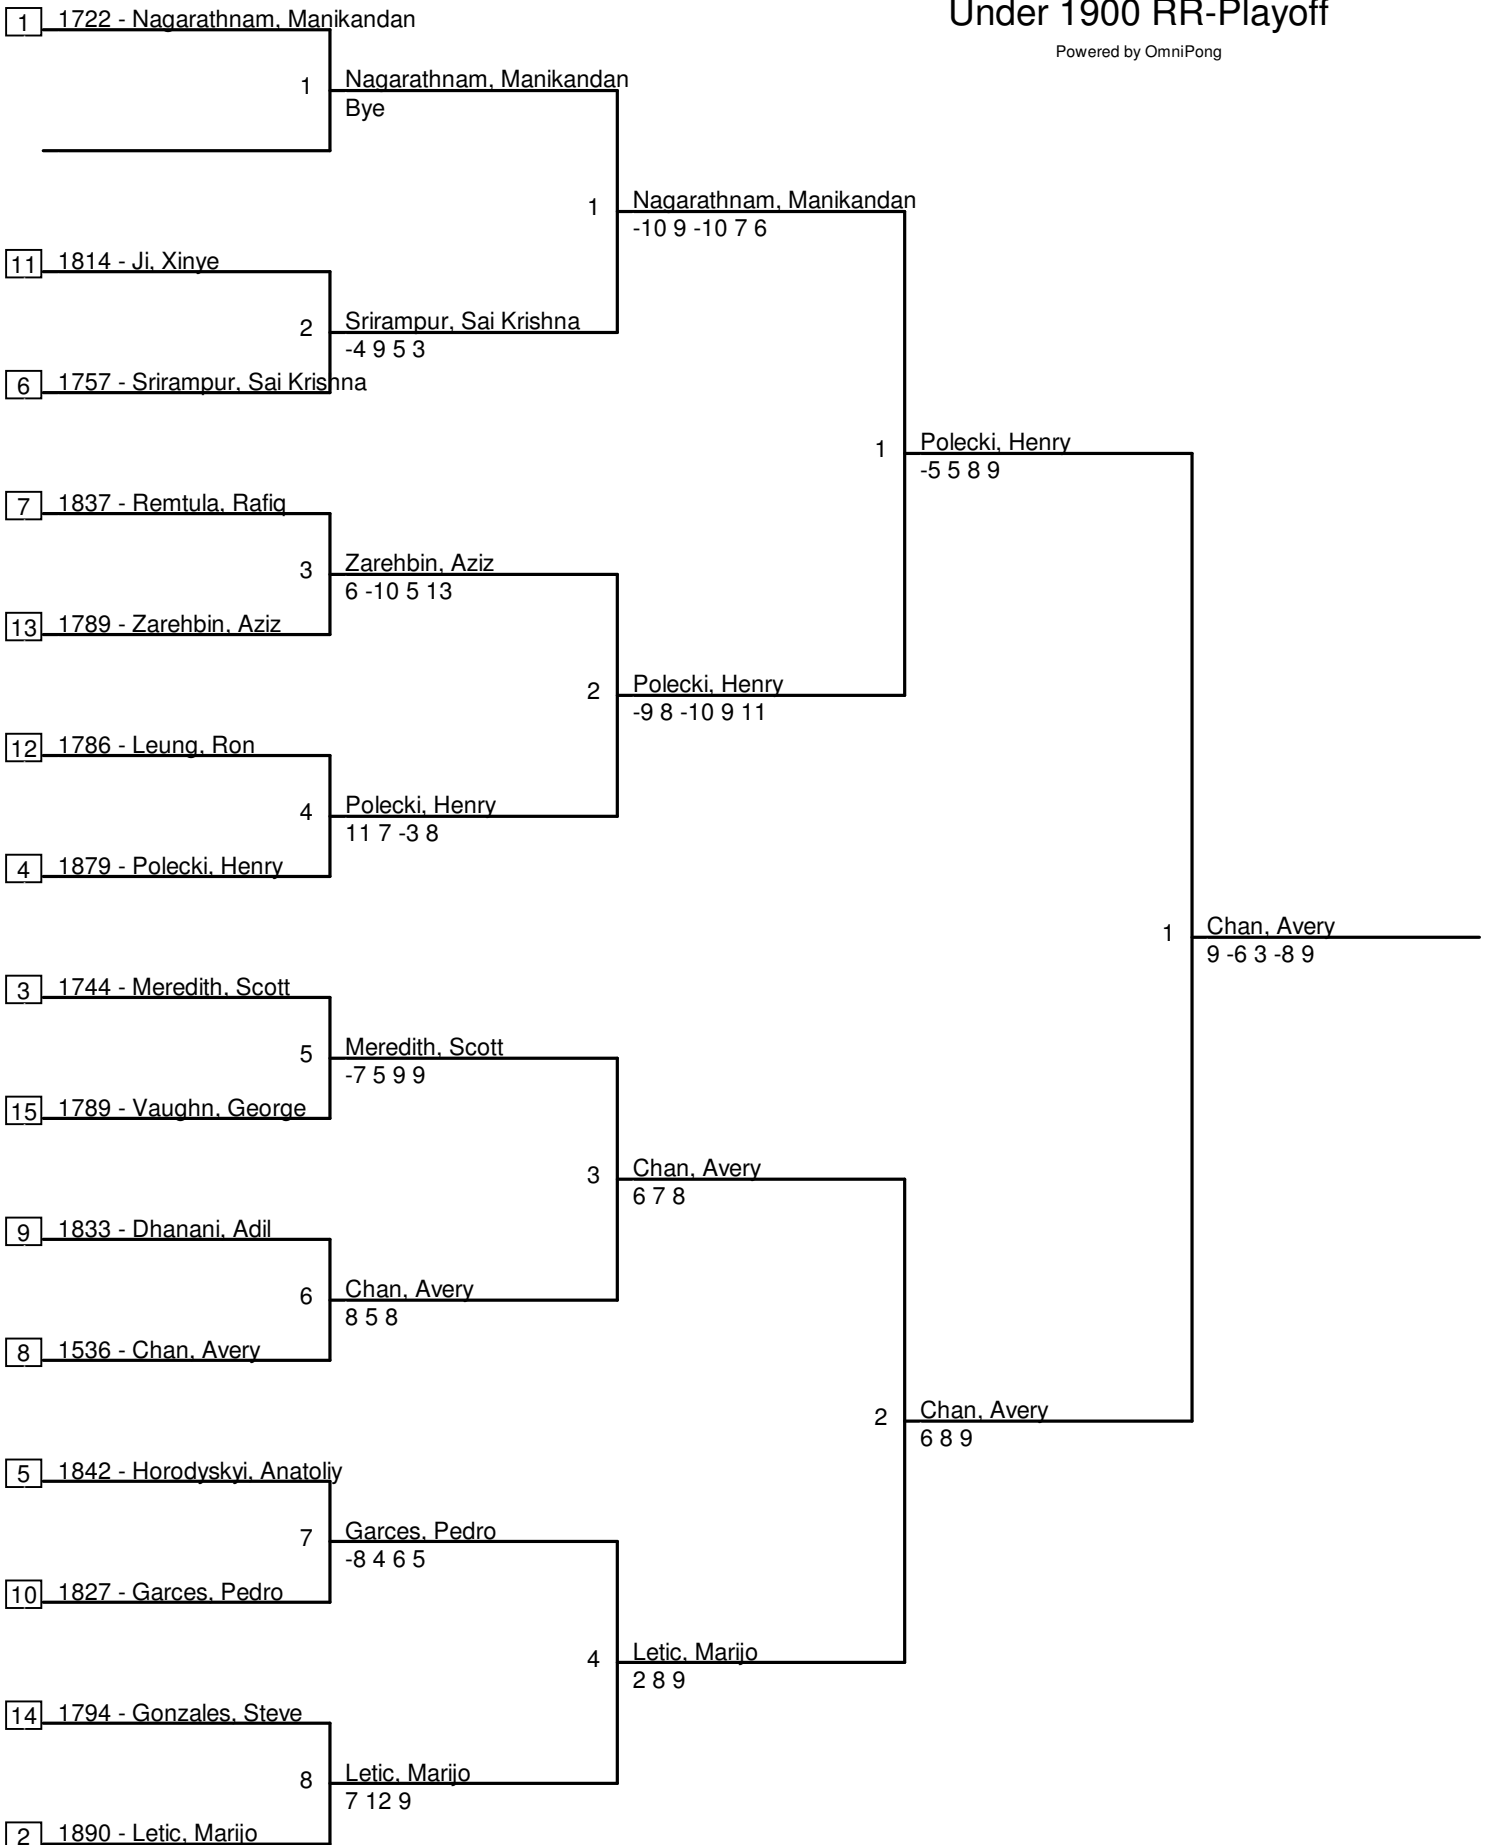 Under 1900 RR-Playoff
Powered by OmniPong
1 1722 - Nagarathnam, Manikandan
1 Nagarathnam, Manikandan
Bye
1 Nagarathnam, Manikandan
-10 9 -10 7 6
11 1814 - Ji, Xinye
2 Srirampur, Sai Krishna
-4 9 5 3
6 1757 - Srirampur, Sai Krishna
1 Polecki, Henry
-5 5 8 9
7 1837 - Remtula, Rafiq
3 Zarehbin, Aziz
6 -10 5 13
13 1789 - Zarehbin, Aziz
2 Polecki, Henry
-9 8 -10 9 11
12 1786 - Leung, Ron
4 Polecki, Henry
11 7 -3 8
4 1879 - Polecki, Henry
1 Chan, Avery
9 -6 3 -8 9
3 1744 - Meredith, Scott
5 Meredith, Scott
-7 5 9 9
15 1789 - Vaughn, George
3 Chan, Avery
6 7 8
9 1833 - Dhanani, Adil
6 Chan, Avery
8 5 8
8 1536 - Chan, Avery
2 Chan, Avery
6 8 9
5 1842 - Horodyskyi, Anatoliy
7 Garces, Pedro
-8 4 6 5
10 1827 - Garces, Pedro
4 Letic, Marijo
2 8 9
14 1794 - Gonzales, Steve
8 Letic, Marijo
7 12 9
2 1890 - Letic, Marijo